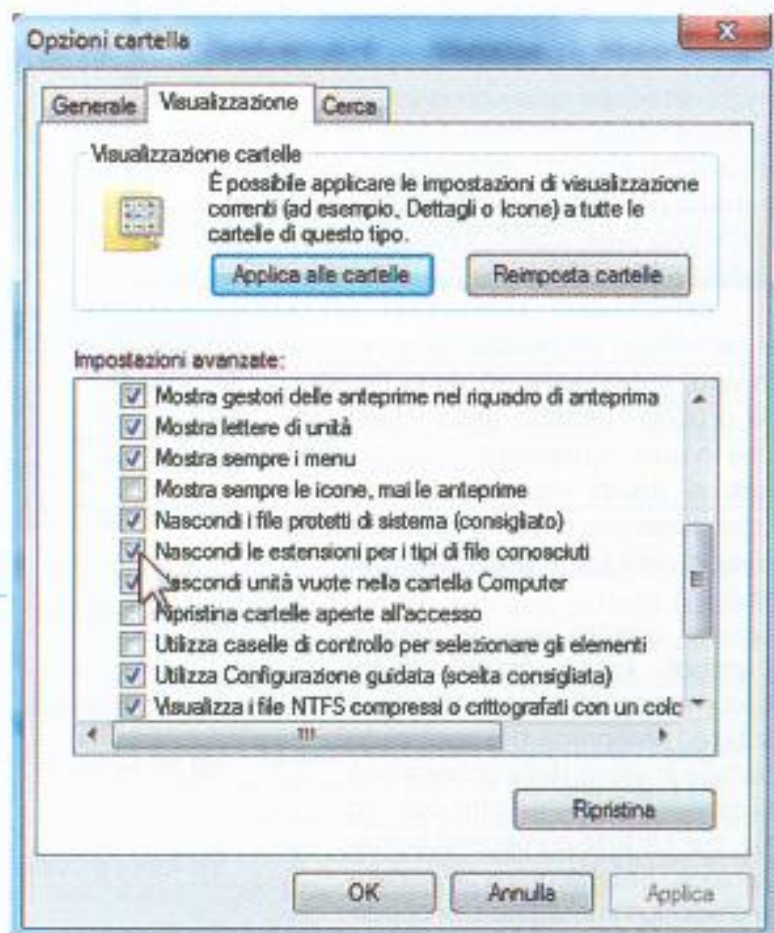 Opzioni cartella
Generale Visualizzazione Cerca
Visualizzazione cartelle
È possibile applicare le impostazioni di visualizzazione
correnti (ad esempio, Dettagli o Icone) a tutte le
cartelle di questo tipo.
Applica alle cartelle Reimposta cartelle
Impostazioni avanzate:
Mostra gestori delle anteprime nel riquadro di anteprima
Mostra lettere di unità
Mostra sempre i menu
Mostra sempre le icone, mai le anteprime
Nascondi i file protetti di sistema (consigliato)
Nascondi le estensioni per i tipi di file conosciuti
Nascondi unità vuote nella cartella Computer
Ripristina cartelle aperte all'accesso
Utilizza caselle di controllo per selezionare gli elementi
Utilizza Configurazione guidata (scelta consigliata)
Visualizza i file NTFS compressi o crittografati con un colo
Ripristina
OK Annulla Applica